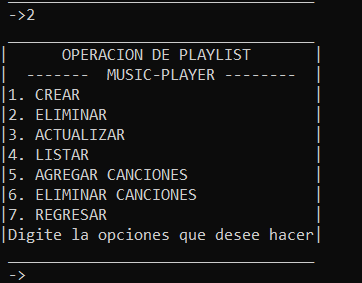 ->2
OPERACION DE PLAYLIST
------- MUSIC-PLAYER --------
1. CREAR
2. ELIMINAR
3. ACTUALIZAR
4. LISTAR
5. AGREGAR CANCIONES
6. ELIMINAR CANCIONES
7. REGRESAR
Digite la opciones que desee hacer
->